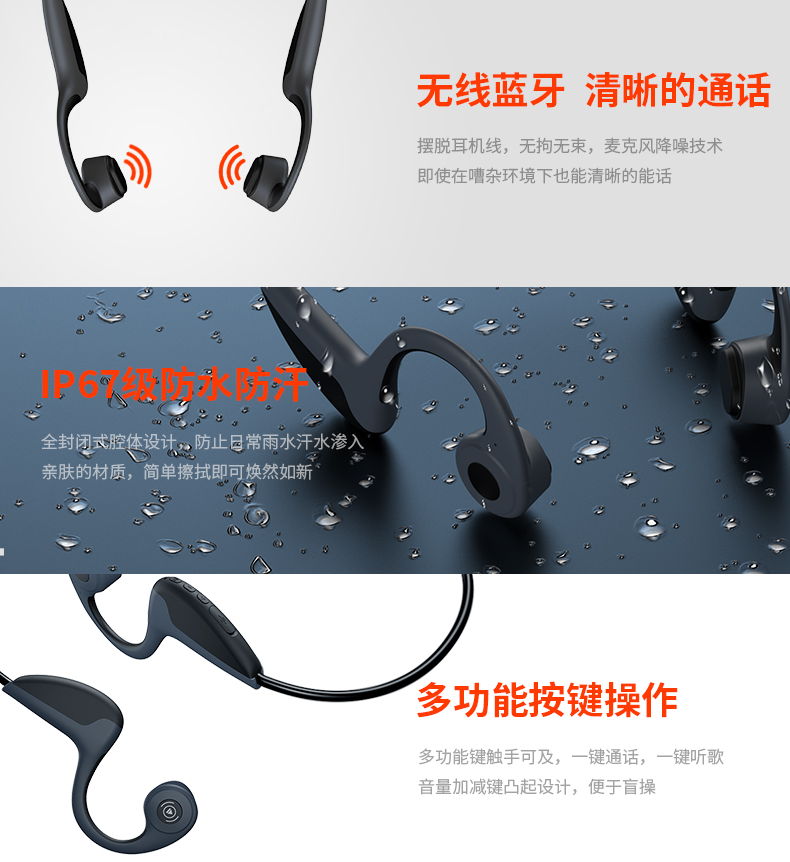 无线蓝牙 清晰的通话
摆脱耳机线，无拘无束，麦克风降噪技术
即使在嘈杂环境下也能清晰的能话
IP67级防水防汗
全封闭式腔体设计，防止日常雨水汗水渗入
亲肤的材质，简单擦拭即可焕然如新
多功能按键操作
多功能键触手可及，一键通话，一键听歌
音量加减键凸起设计，便于盲操